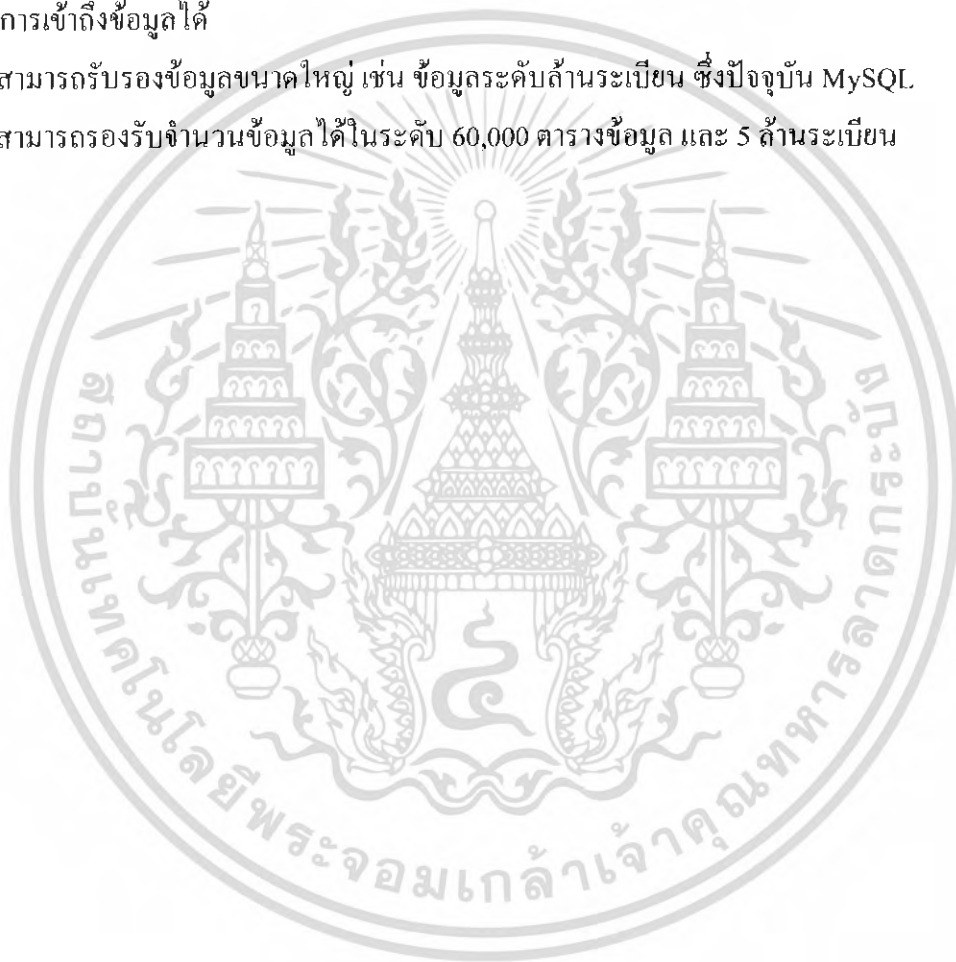 การเข้าถึงข้อมูลได้
สามารถรับรองข้อมูลขนาดใหญ่ เช่น ข้อมูลระดับล้านระเบียน ซึ่งปัจจุบัน MySQL
สามารถรองรับจำนวนข้อมูลได้ในระดับ 60,000 ตารางข้อมูล และ 5 ล้านระเบียน
สถาบันเทคโนโลยีพระจอมเกล้าเจ้าคุณทหารลาดกระบัง